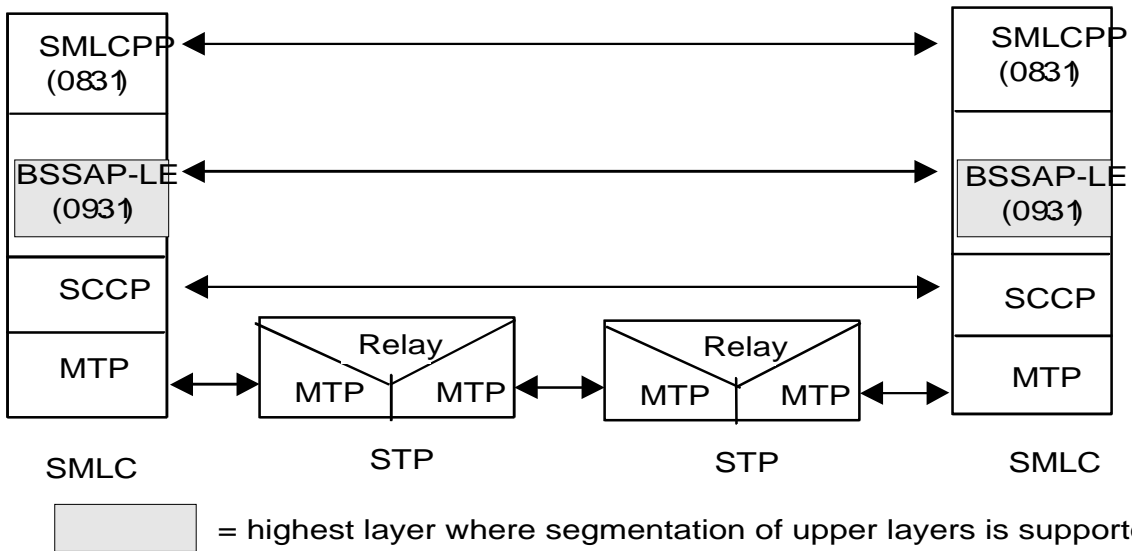 SMLCPP
(0831)
SMLCPP
(0831)
BSSAP-LE
(0931)
BSSAP-LE
(0931)
SCCP
SCCP
MTP
Relay
MTP
MTP
Relay
MTP
MTP
MTP
SMLC
STP
STP
SMLC
= highest layer where segmentation of upper layers is supporte